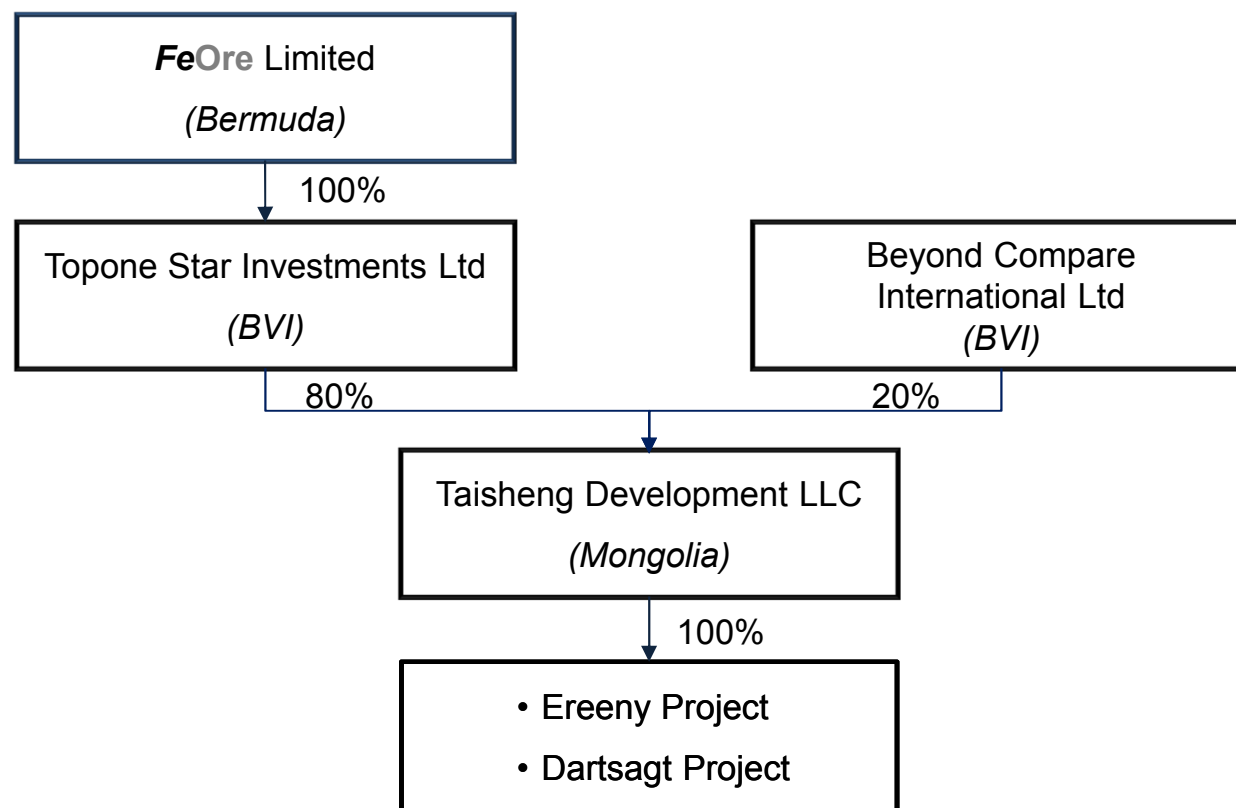 FeOre Limited
(Bermuda)
100%
Topone Star Investments Ltd
(BVI)
Beyond Compare
International Ltd
(BVI)
80%
20%
Taisheng Development LLC
(Mongolia)
100%
• Ereeny Project
• Dartsagt Project